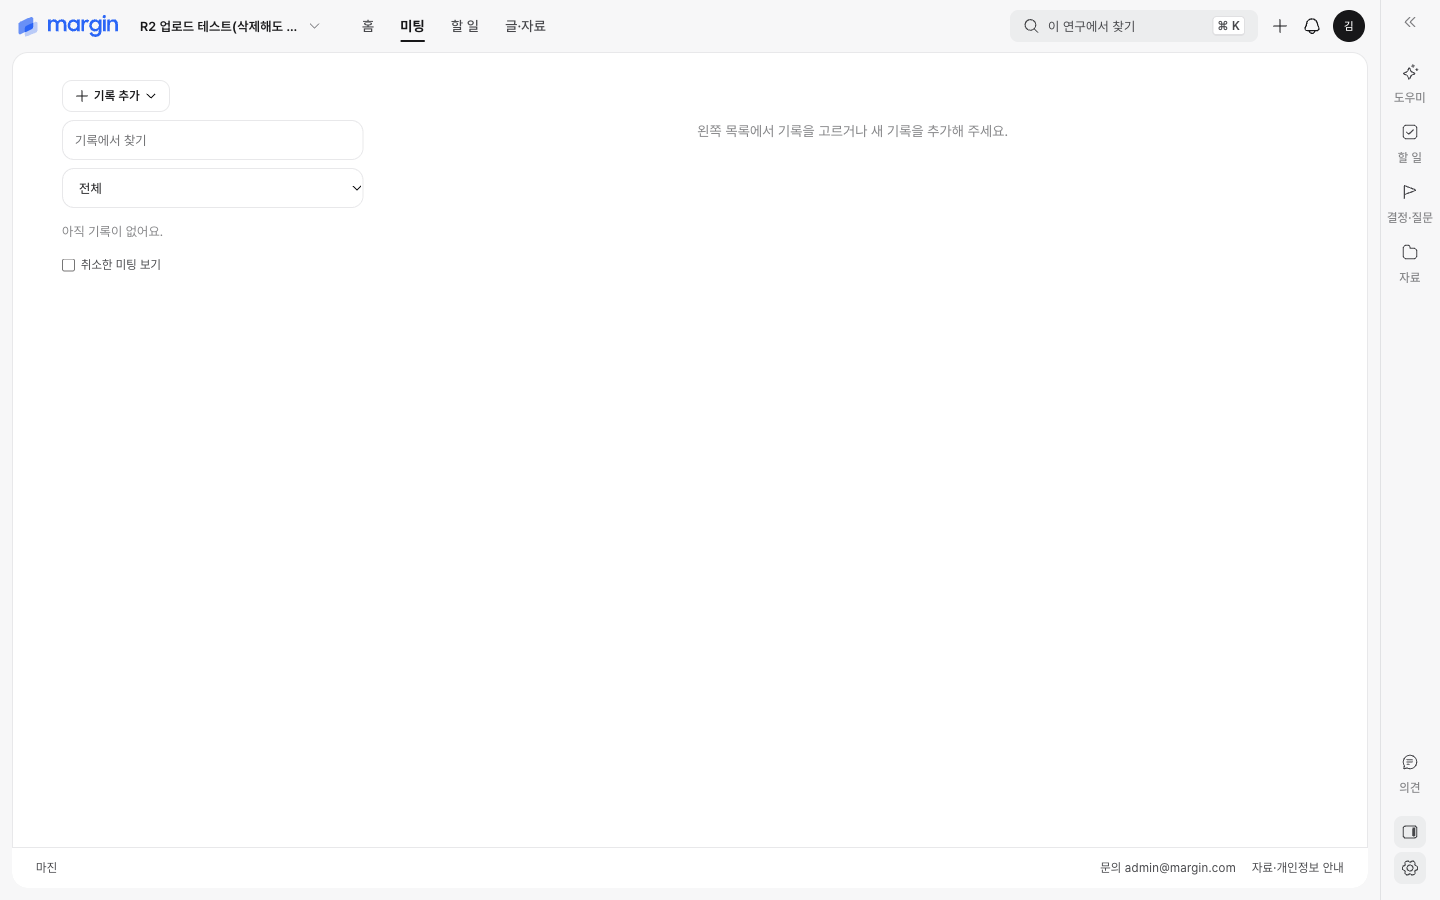 margin
R2 업로드 테스트(삭제해도 ...
홈
미팅
할 일
글·자료
이 연구에서 찾기
⌘ K
김
기록 추가
기록에서 찾기
전체
아직 기록이 없어요.
취소한 미팅 보기
왼쪽 목록에서 기록을 고르거나 새 기록을 추가해 주세요.
도우미
할 일
결정·질문
자료
의견
마진
문의 admin@margin.com
자료·개인정보 안내